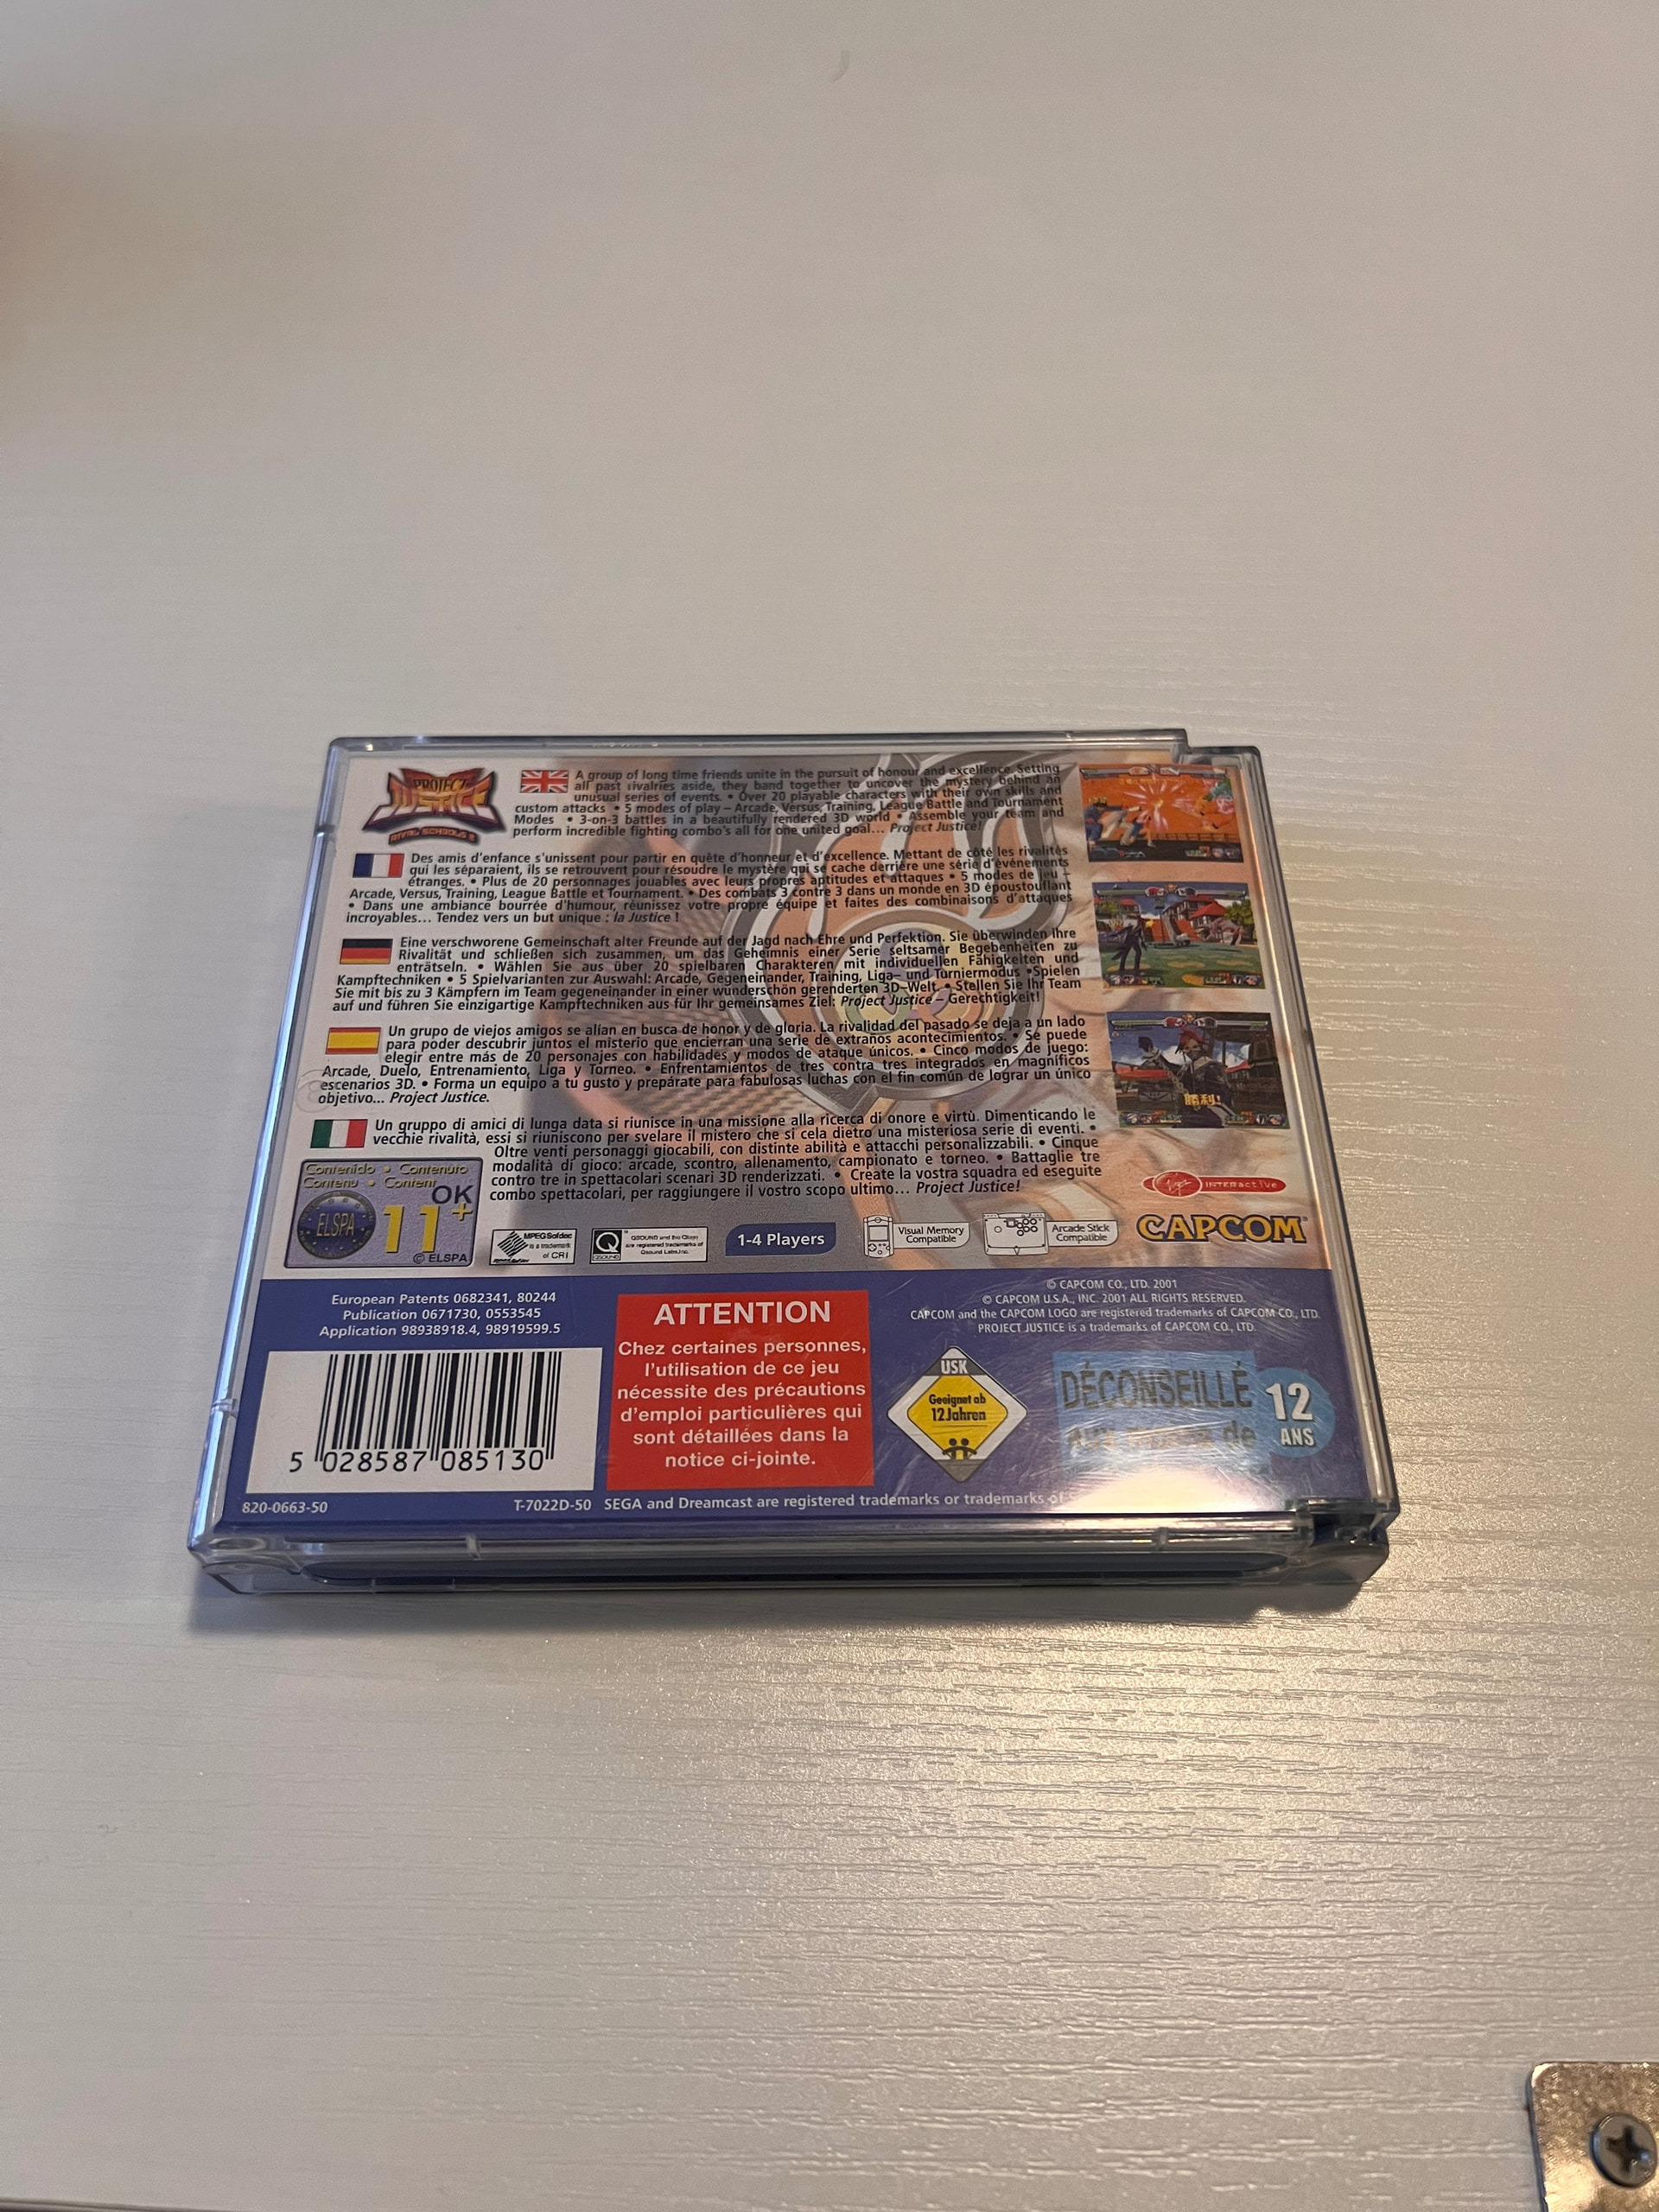 PROJECT
JUSTICE
RIVAL SCHOOLS 2
A group of long time friends unite in the pursuit of honour and excellence. Setting
all past rivalries aside, they band together to uncover the mystery behind an
unusual series of events. • Over 20 playable characters with their own skills and
custom attacks • 5 modes of play – Arcade, Versus, Training, League Battle and Tournament
Modes • 3-on-3 battles in a beautifully rendered 3D world • Assemble your team and
perform incredible fighting combo's all for one united goal... Project Justice!
Des amis d'enfance s'unissent pour partir en quête d'honneur et d'excellence. Mettant de côté les rivalités
qui les séparaient, ils se retrouvent pour résoudre le mystère qui se cache derrière une série d'événements
étranges. • Plus de 20 personnages jouables avec leurs propres aptitudes et attaques • 5 modes de jeu –
Arcade, Versus, Training, League Battle et Tournament. • Des combats 3 contre 3 dans un monde en 3D époustouflant
• Dans une ambiance bourrée d'humour, réunissez votre propre équipe et faites des combinaisons d'attaques
incroyables... Tendez vers un but unique : la Justice !
Eine verschworene Gemeinschaft alter Freunde auf der Jagd nach Ehre und Perfektion. Sie überwinden ihre
Rivalität und schließen sich zusammen, um das Geheimnis einer Serie seltsamer Begebenheiten zu
enträtseln. • Wählen Sie aus über 20 spielbaren Charakteren mit individuellen Fähigkeiten und
Kampftechniken • 5 Spielvarianten zur Auswahl: Arcade, Gegeneinander, Training, Liga– und Turniermodus •Spielen
Sie mit bis zu 3 Kämpfern im Team gegeneinander in einer wunderschön gerenderten 3D–Welt. • Stellen Sie Ihr Team
auf und führen Sie einzigartige Kampftechniken aus für Ihr gemeinsames Ziel: Project Justice – Gerechtigkeit!
Un grupo de viejos amigos se alían en busca de honor y de gloria. La rivalidad del pasado se deja a un lado
para poder descubrir juntos el misterio que encierran una serie de extraños acontecimientos. • Se puede
elegir entre más de 20 personajes con habilidades y modos de ataque únicos. • Cinco modos de juego:
Arcade, Duelo, Entrenamiento, Liga y Torneo. • Enfrentamientos de tres contra tres integrados en magníficos
escenarios 3D. • Forma un equipo a tu gusto y prepárate para fabulosas luchas con el fin común de lograr un único
objetivo... Project Justice.
Un gruppo di amici di lunga data si riunisce in una missione alla ricerca di onore e virtù. Dimenticando le
vecchie rivalità, essi si riuniscono per svelare il mistero che si cela dietro una misteriosa serie di eventi. •
Oltre venti personaggi giocabili, con distinte abilità e attacchi personalizzabili. • Cinque
modalità di gioco: arcade, scontro, allenamento, campionato e torneo. • Battaglie tre
contro tre in spettacolari scenari 3D renderizzati. • Create la vostra squadra ed eseguite
combo spettacolari, per raggiungere il vostro scopo ultimo... Project Justice!
勝利!
Contenido • Contenuto
Contenu • Content
OK
ELSPA
11+
© ELSPA
MPEG Sofdec
is a trademark
of CRI
Q
QSOUND
QSOUND and the Q logo
are registered trademarks of
Qsound Labs,Inc.
1-4 Players
Visual Memory
Compatible
Arcade Stick
Compatible
Virgin INTERactive
CAPCOM
European Patents 0682341, 80244
Publication 0671730, 0553545
Application 98938918.4, 98919599.5
5 028587 085130
820-0663-50
ATTENTION
Chez certaines personnes,
l'utilisation de ce jeu
nécessite des précautions
d'emploi particulières qui
sont détaillées dans la
notice ci-jointe.
© CAPCOM CO., LTD. 2001
© CAPCOM U.S.A., INC. 2001 ALL RIGHTS RESERVED.
CAPCOM and the CAPCOM LOGO are registered trademarks of CAPCOM CO., LTD.
PROJECT JUSTICE is a trademarks of CAPCOM CO., LTD.
USK
Geeignet ab
12 Jahren
DÉCONSEILLÉ
aux moins de
12
ANS
T-7022D-50 SEGA and Dreamcast are registered trademarks or trademarks of